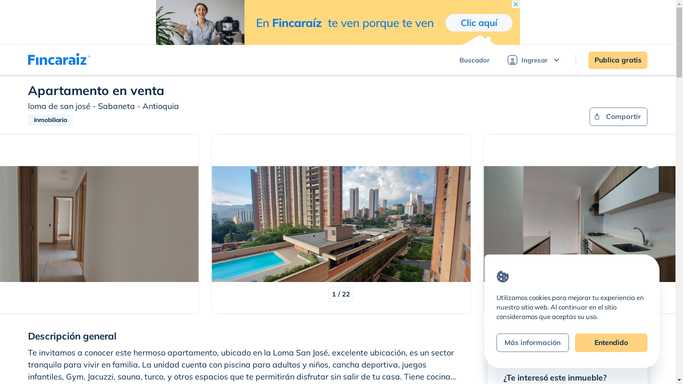 En Fincaraíz te ven porque te ven
Clic aquí
Fincaraíz
Buscador
Ingresar
Publica gratis
Apartamento en venta
loma de san josé - Sabaneta - Antioquia
Inmobiliaria
Compartir
1 / 22
Utilizamos cookies para mejorar tu experiencia en
nuestro sitio web. Al continuar en el sitio
consideramos que aceptas su uso.
Más información
Entendido
Descripción general
Te invitamos a conocer este hermoso apartamento, ubicado en la Loma San José, excelente ubicación, es un sector
tranquilo para vivir en familia. La unidad cuenta con piscina para adultos y niños, cancha deportiva, juegos
infantiles, Gym, Jacuzzi, sauna, turco, y otros espacios que te permitirán disfrutar sin salir de tu casa. Tiene cocina...
¿Te interesó este inmueble?